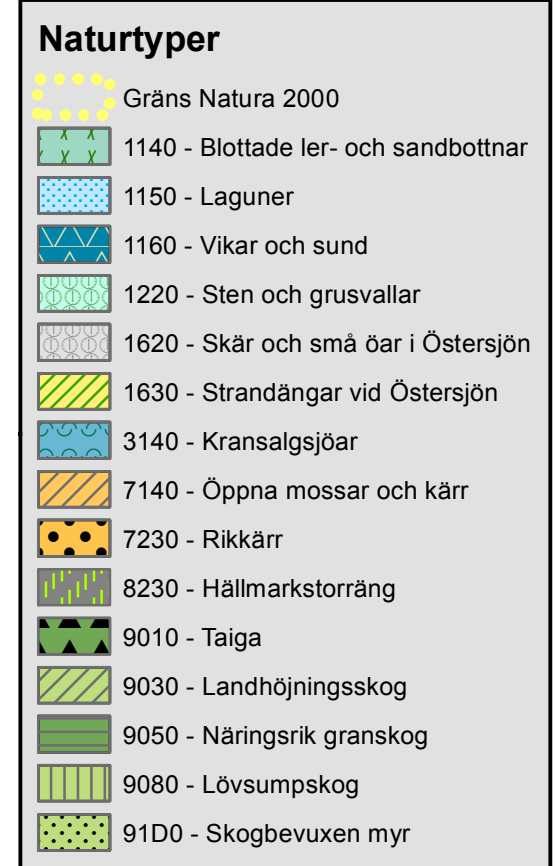 Naturtyper
Gräns Natura 2000
1140 - Blottade ler- och sandbottnar
1150 - Laguner
1160 - Vikar och sund
1220 - Sten och grusvallar
1620 - Skär och små öar i Östersjön
1630 - Strandängar vid Östersjön
3140 - Kransalgsjöar
7140 - Öppna mossar och kärr
7230 - Rikkärr
8230 - Hällmarkstorräng
9010 - Taiga
9030 - Landhöjningsskog
9050 - Näringsrik granskog
9080 - Lövsumpskog
91D0 - Skogbevuxen myr